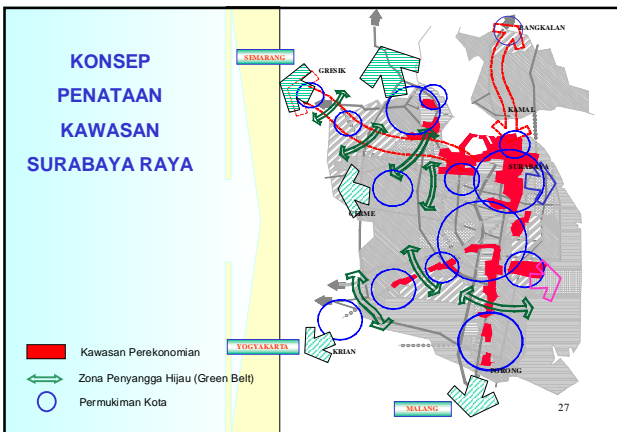 KONSEP
PENATAAN
KAWASAN
SURABAYA RAYA
Kawasan Perekonomian
Zona Penyangga Hijau (Green Belt)
Permukiman Kota
SEMARANG
GRESIK
BANGKALAN
KAMAL
SURABAYA
CERME
YOGYAKARTA
KRIAN
PORONG
MALANG
27